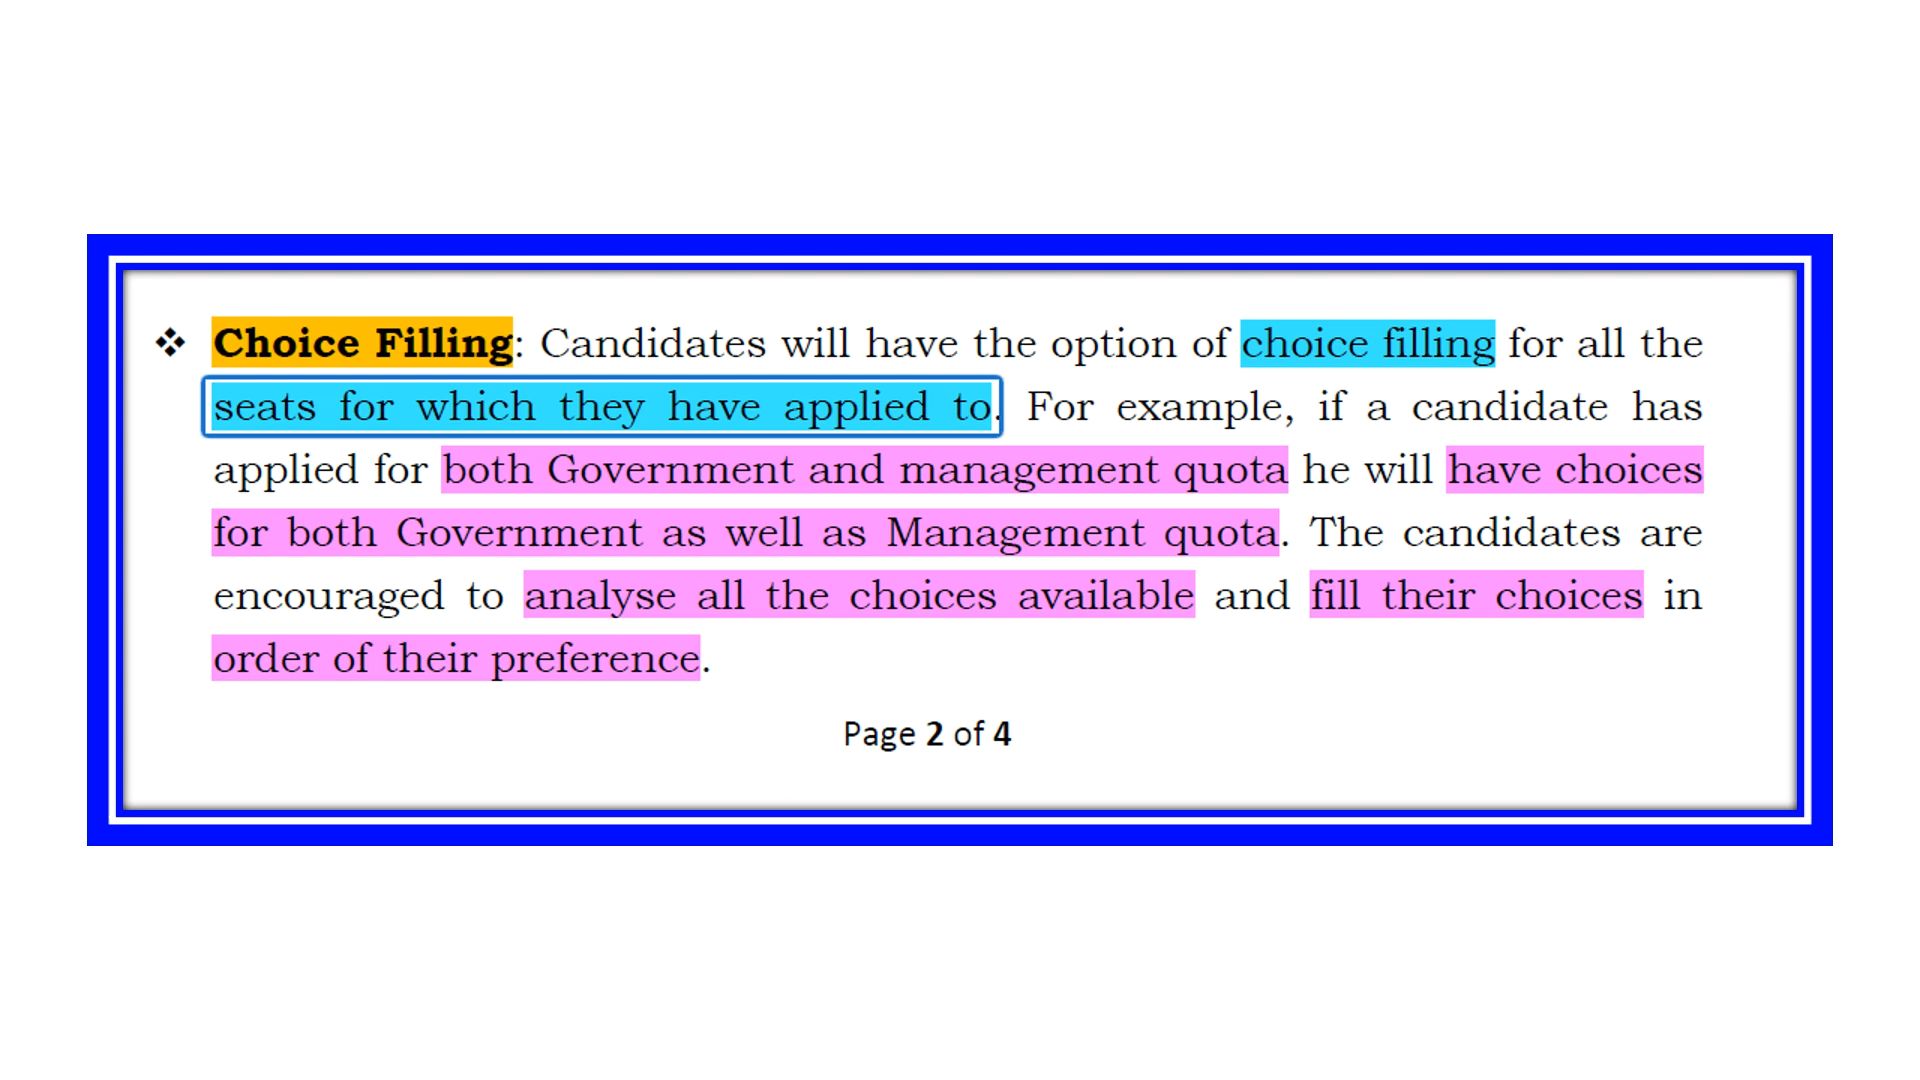 ❖ Choice Filling: Candidates will have the option of choice filling for all the
seats for which they have applied to. For example, if a candidate has
applied for both Government and management quota he will have choices
for both Government as well as Management quota. The candidates are
encouraged to analyse all the choices available and fill their choices in
order of their preference.
Page 2 of 4